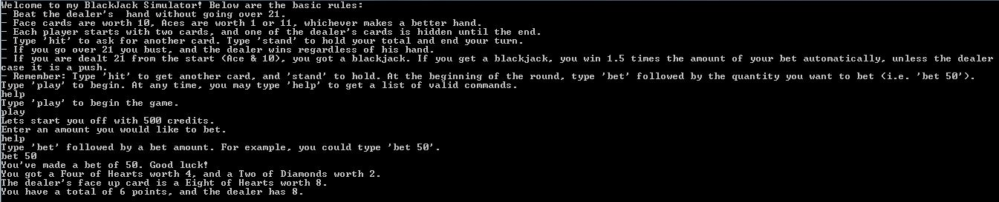 Welcome to my BlackJack Simulator! Below are the basic rules:
- Beat the dealer's  hand without going over 21.
- Face cards are worth 10, Aces are worth 1 or 11, whichever makes a better hand.
- Each player starts with two cards, and one of the dealer's cards is hidden until the end.
- Type 'hit' to ask for another card. Type 'stand' to hold your total and end your turn.
- If you go over 21 you bust, and the dealer wins regardless of his hand.
- If you are dealt 21 from the start (Ace & 10), you got a blackjack. If you get a blackjack, you win 1.5 times the amount of your bet automatically, unless the dealer
case it is a push.
- Remember: Type 'hit' to get another card, and 'stand' to hold. At the beginning of the round, type 'bet' followed by the quantity you want to bet (i.e. 'bet 50').
Type 'play' to begin. At any time, you may type 'help' to get a list of valid commands.
help
Type 'play' to begin the game.
play
Lets start you off with 500 credits.
Enter an amount you would like to bet.
help
Type 'bet' followed by a bet amount. For example, you could type 'bet 50'.
bet 50
You've made a bet of 50. Good luck!
You got a Four of Hearts worth 4, and a Two of Diamonds worth 2.
The dealer's face up card is a Eight of Hearts worth 8.
You have a total of 6 points, and the dealer has 8.